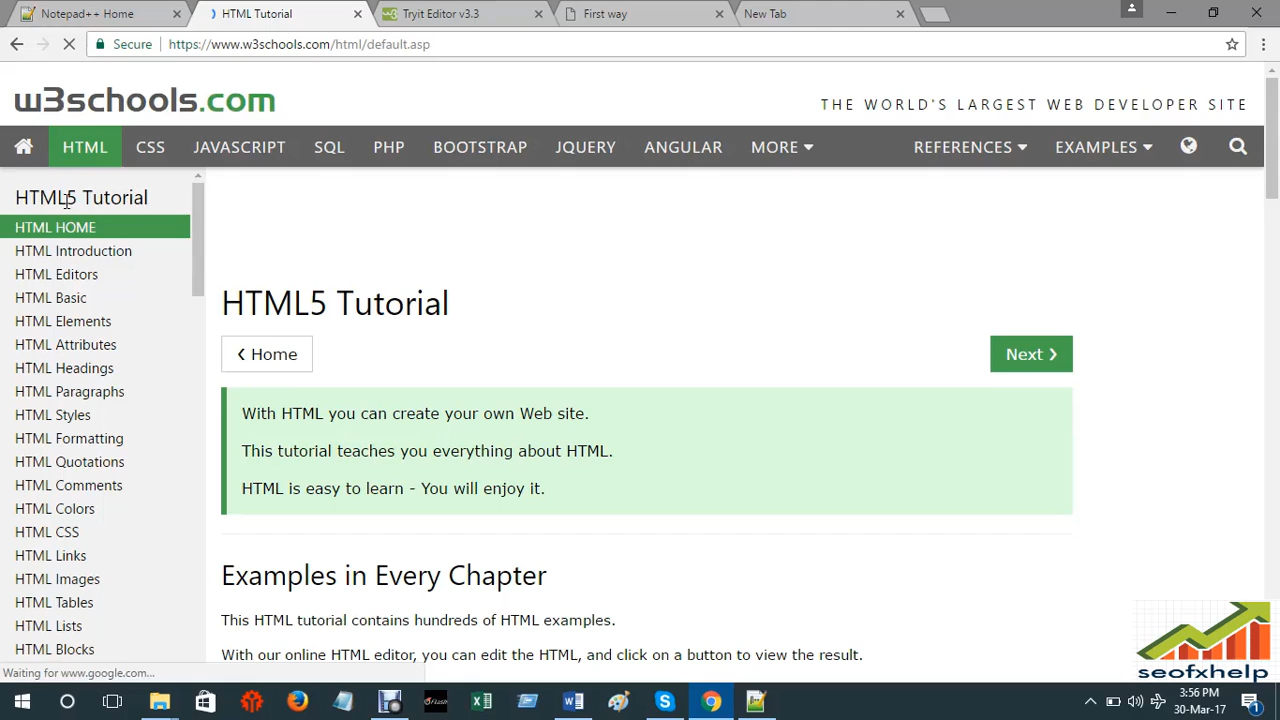 Notepad++ Home
HTML Tutorial
Tryit Editor v3.3
First way
New Tab
Secure https://www.w3schools.com/html/default.asp
w3schools.com
THE WORLD'S LARGEST WEB DEVELOPER SITE
HTML CSS JAVASCRIPT SQL PHP BOOTSTRAP JQUERY ANGULAR MORE REFERENCES EXAMPLES
HTML5 Tutorial
HTML HOME
HTML Introduction
HTML Editors
HTML Basic
HTML Elements
HTML Attributes
HTML Headings
HTML Paragraphs
HTML Styles
HTML Formatting
HTML Quotations
HTML Comments
HTML Colors
HTML CSS
HTML Links
HTML Images
HTML Tables
HTML Lists
HTML Blocks
HTML5 Tutorial
❮ Home
Next ❯
With HTML you can create your own Web site.
This tutorial teaches you everything about HTML.
HTML is easy to learn - You will enjoy it.
Examples in Every Chapter
This HTML tutorial contains hundreds of HTML examples.
With our online HTML editor, you can edit the HTML, and click on a button to view the result.
Waiting for www.google.com...
seofxhelp
3:56 PM
30-Mar-17